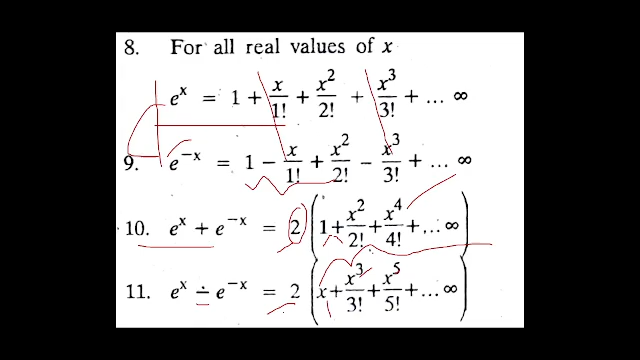 8. For all real values of x
e^x = 1 + x/1! + x^2/2! + x^3/3! + ... ∞
9. e^-x = 1 − x/1! + x^2/2! − x^3/3! + ... ∞
10. e^x + e^-x = 2 (1 + x^2/2! + x^4/4! + ... ∞)
11. e^x − e^-x = 2 (x + x^3/3! + x^5/5! + ... ∞)